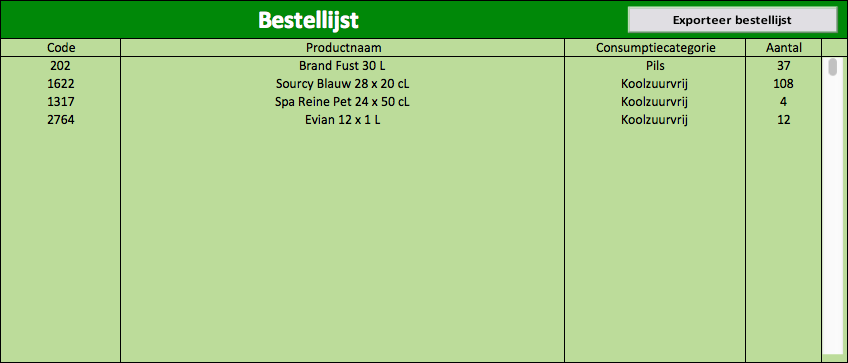 Bestellijst Exporteer bestellijst
Code Productnaam Consumptiecategorie Aantal
202 Brand Fust 30 L Pils 37
1622 Sourcy Blauw 28 x 20 cL Koolzuurvrij 108
1317 Spa Reine Pet 24 x 50 cL Koolzuurvrij 4
2764 Evian 12 x 1 L Koolzuurvrij 12